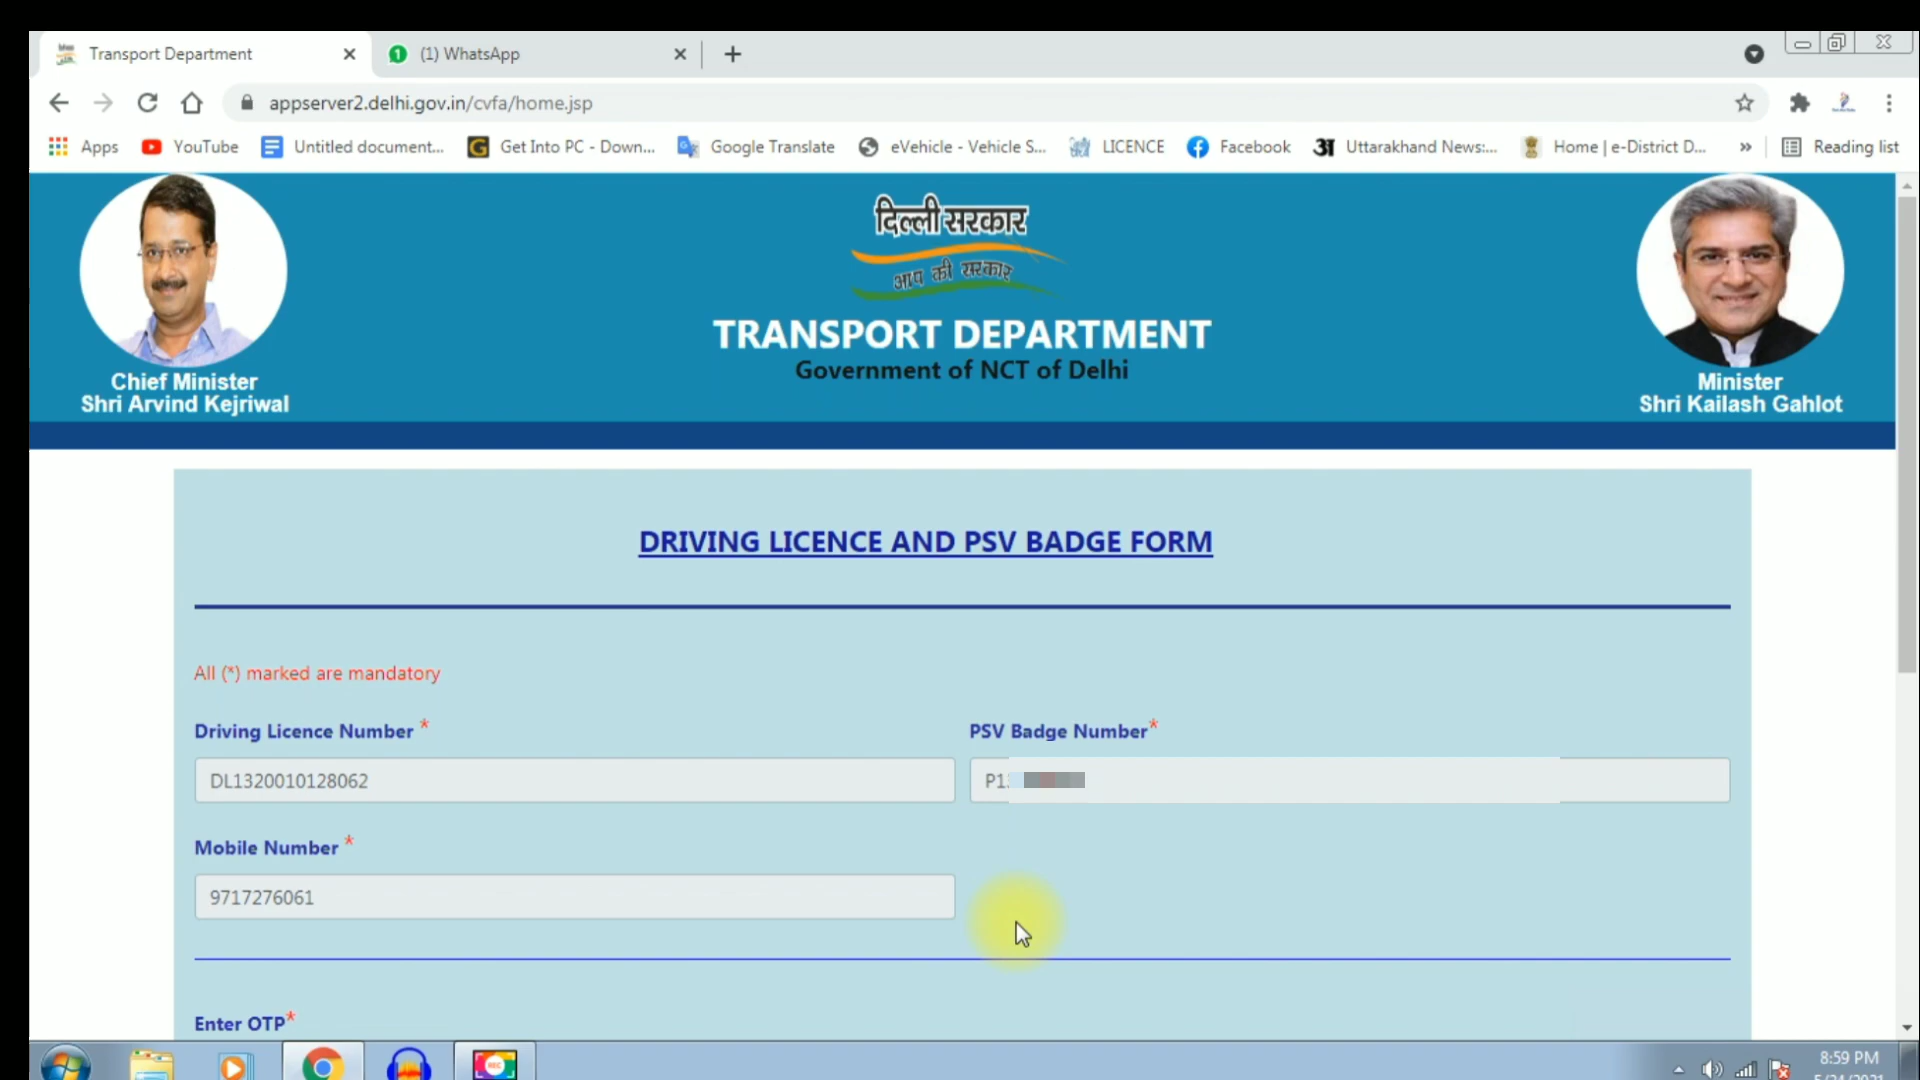 Transport Department
(1) WhatsApp
appserver2.delhi.gov.in/cvfa/home.jsp
Apps YouTube Untitled document... Get Into PC - Down... Google Translate eVehicle - Vehicle S... LICENCE Facebook Uttarakhand News:... Home | e-District D... » Reading list
दिल्ली सरकार
आप की सरकार
TRANSPORT DEPARTMENT
Government of NCT of Delhi
Chief Minister
Shri Arvind Kejriwal
Minister
Shri Kailash Gahlot
DRIVING LICENCE AND PSV BADGE FORM
All (*) marked are mandatory
Driving Licence Number *
PSV Badge Number*
DL1320010128062
Mobile Number *
9717276061
Enter OTP*
REC
8:59 PM